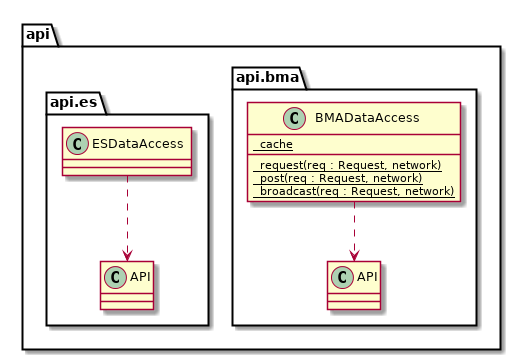 api
api.es
C ESDataAccess
C API
api.bma
C BMADataAccess
_cache
_request(req : Request, network)
_post(req : Request, network)
_broadcast(req : Request, network)
C API